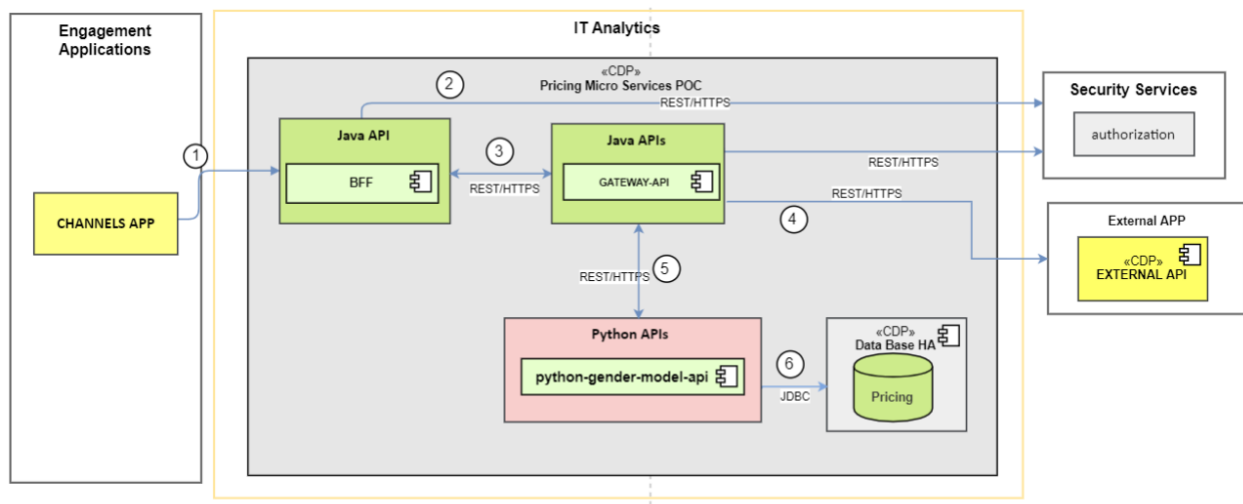 Engagement
Applications
CHANNELS APP
1
IT Analytics
«CDP»
Pricing Micro Services POC
2
REST/HTTPS
Java API
BFF
3
REST/HTTPS
Java APIs
GATEWAY-API
REST/HTTPS
4
REST/HTTPS
REST/HTTPS
5
Python APIs
python-gender-model-api
6
JDBC
«CDP»
Data Base HA
Pricing
Security Services
authorization
External APP
«CDP»
EXTERNAL API